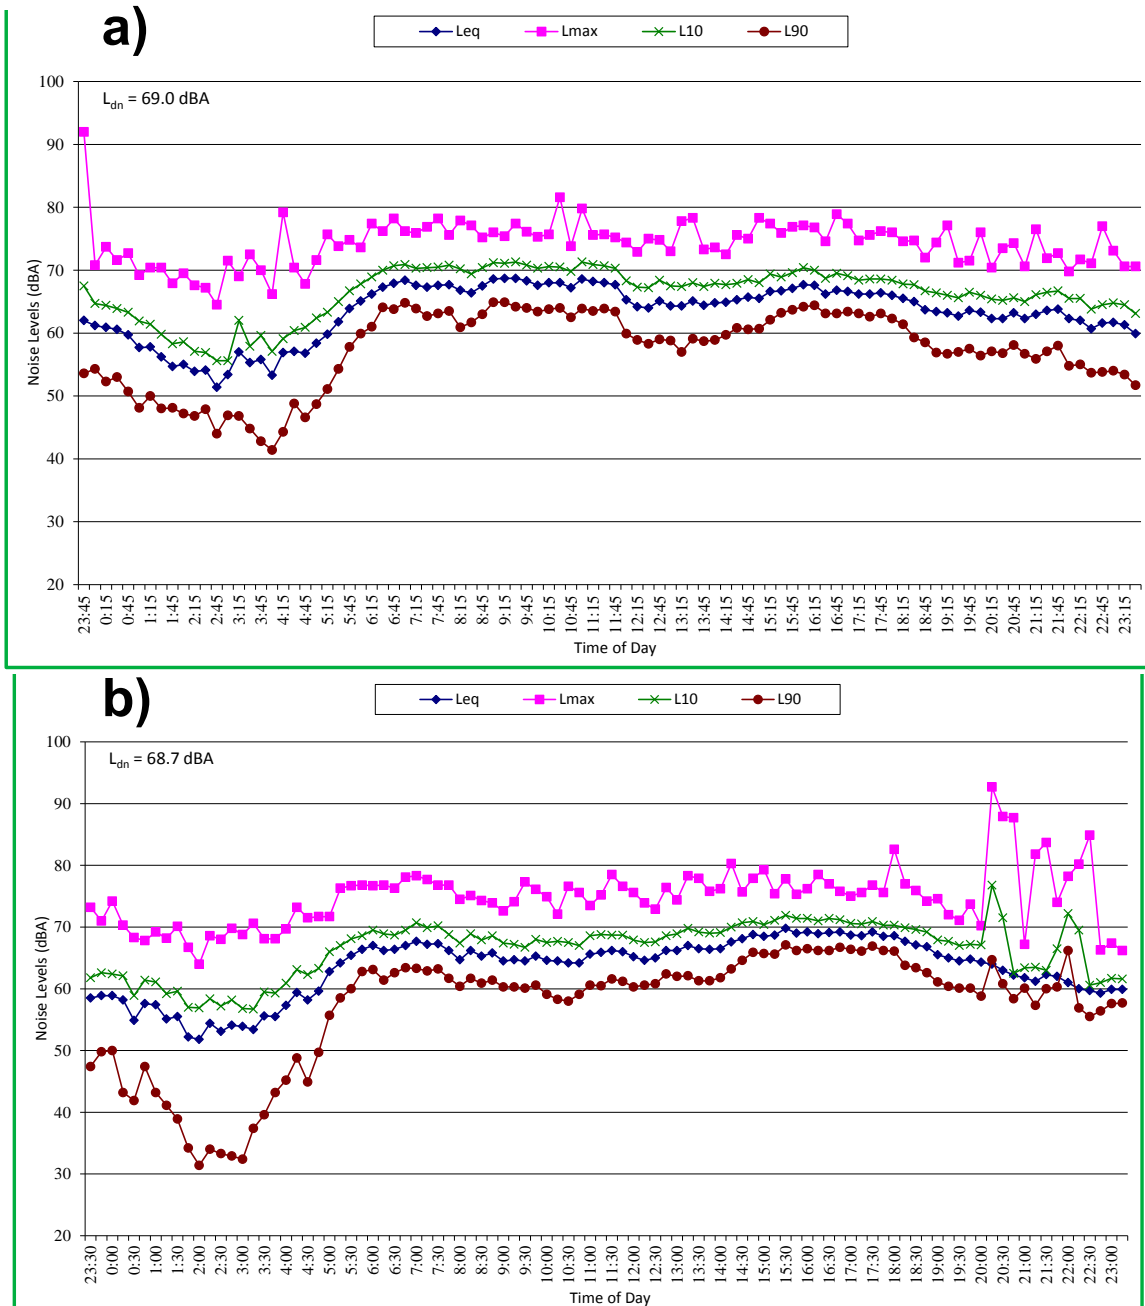 a)
Leq Lmax L10 L90
100
Ldn = 69.0 dBA
90
80
70
60
50
40
30
20
Noise Levels (dBA)
23:45 0:15 0:45 1:15 1:45 2:15 2:45 3:15 3:45 4:15 4:45 5:15 5:45 6:15 6:45 7:15 7:45 8:15 8:45 9:15 9:45 10:15 10:45 11:15 11:45 12:15 12:45 13:15 13:45 14:15 14:45 15:15 15:45 16:15 16:45 17:15 17:45 18:15 18:45 19:15 19:45 20:15 20:45 21:15 21:45 22:15 22:45 23:15
Time of Day
b)
Leq Lmax L10 L90
100
Ldn = 68.7 dBA
90
80
70
60
50
40
30
20
Noise Levels (dBA)
23:30 0:00 0:30 1:00 1:30 2:00 2:30 3:00 3:30 4:00 4:30 5:00 5:30 6:00 6:30 7:00 7:30 8:00 8:30 9:00 9:30 10:00 10:30 11:00 11:30 12:00 12:30 13:00 13:30 14:00 14:30 15:00 15:30 16:00 16:30 17:00 17:30 18:00 18:30 19:00 19:30 20:00 20:30 21:00 21:30 22:00 22:30 23:00
Time of Day